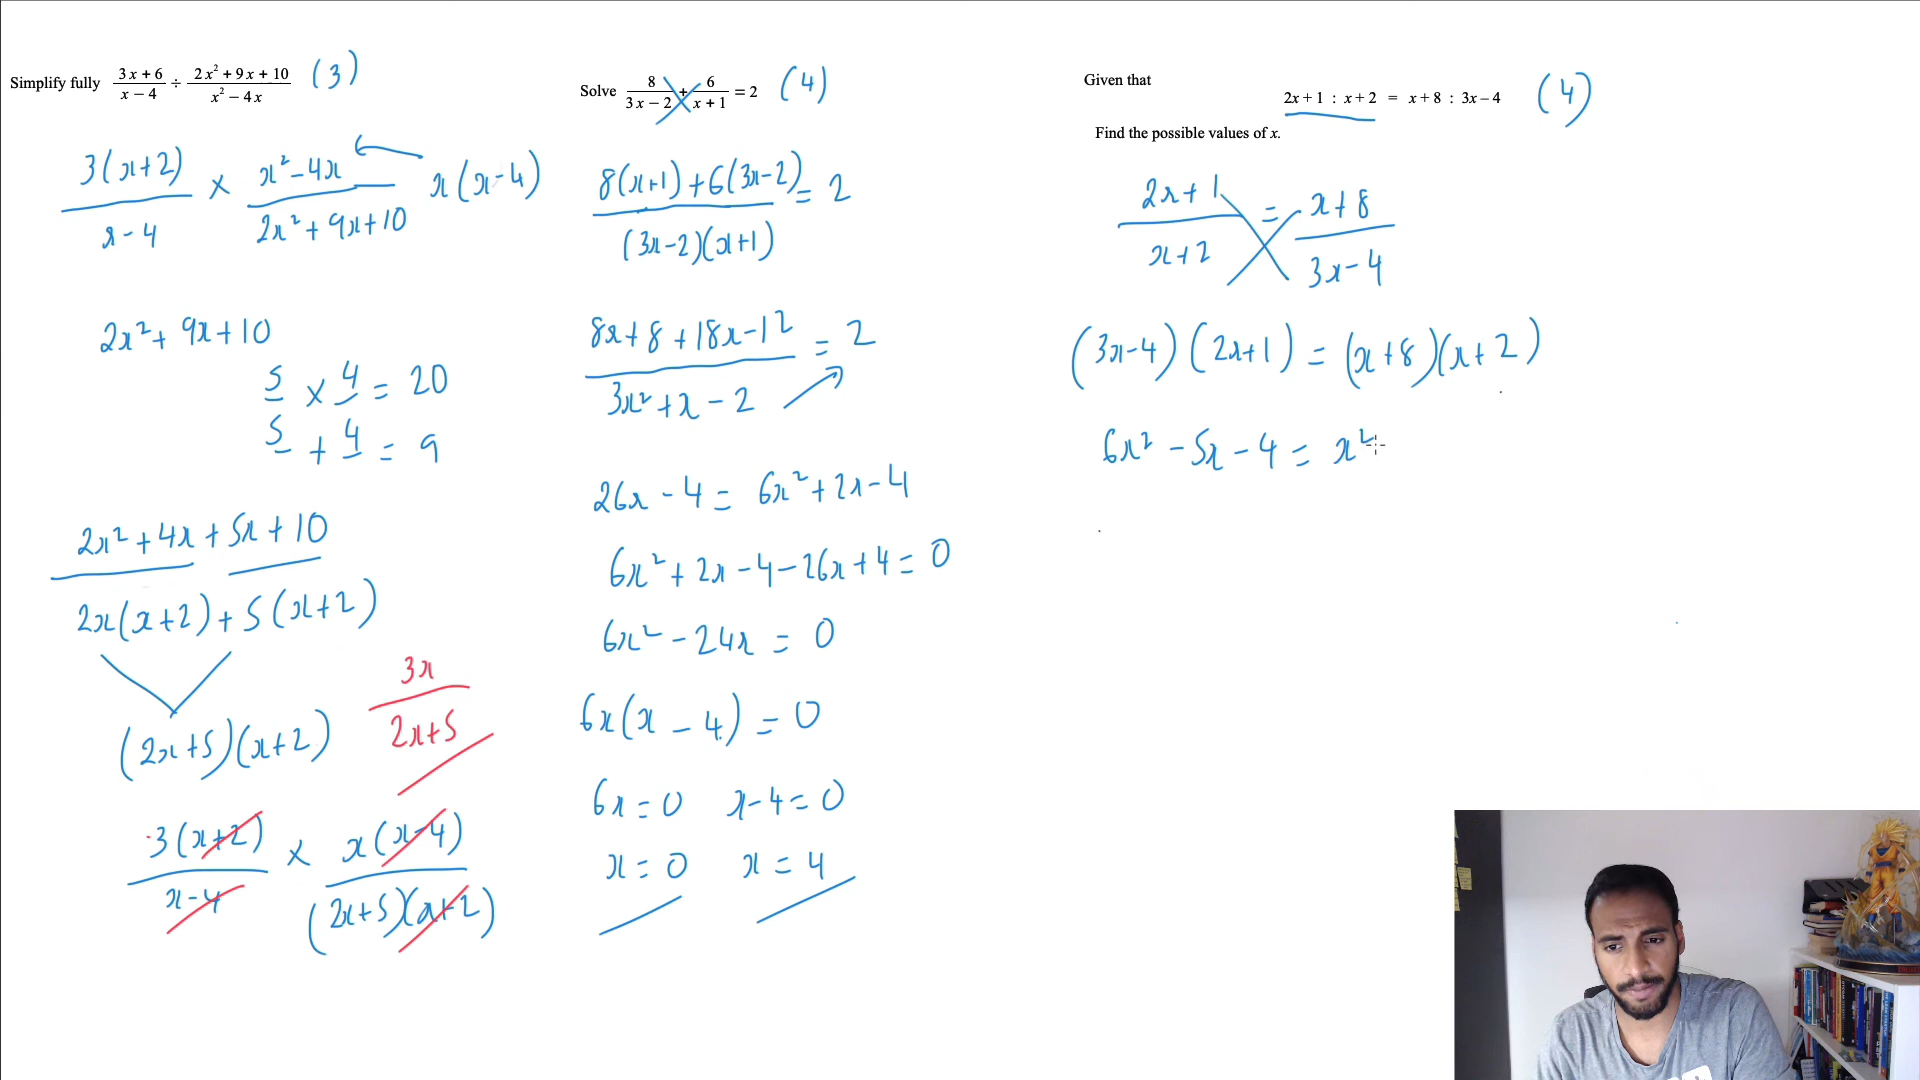 Simplify fully (3x + 6)/(x − 4) ÷ (2x² + 9x + 10)/(x² − 4x) (3)
3(x+2)/(x-4) × (x²-4x)/(2x²+9x+10) x(x-4)
2x²+9x+10
5 × 4 = 20
5 + 4 = 9
2x²+4x+5x+10
2x(x+2)+5(x+2)
(2x+5)(x+2)
3x/(2x+5)
3(x+2)/(x-4) × x(x-4)/((2x+5)(x+2))
Solve 8/(3x − 2) + 6/(x + 1) = 2 (4)
(8(x+1)+6(3x-2))/((3x-2)(x+1)) = 2
(8x+8+18x-12)/(3x²+x-2) = 2
26x-4 = 6x²+2x-4
6x²+2x-4-26x+4=0
6x²-24x=0
6x(x-4)=0
6x=0 x-4=0
x=0 x=4
Given that
2x + 1 : x + 2 = x + 8 : 3x − 4 (4)
Find the possible values of x.
(2x+1)/(x+2) = (x+8)/(3x-4)
(3x-4)(2x+1)=(x+8)(x+2)
6x²-5x-4=x²